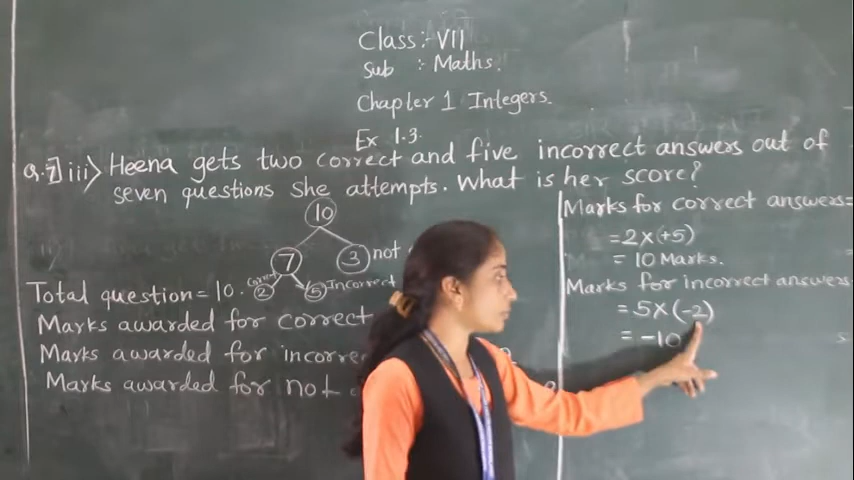 Class:- VII
Sub :- Maths.
Chapter 1 Integers.
Ex 1.3.
Q.7] iii) Heena gets two correct and five incorrect answers out of
seven questions she attempts. What is her score?
10
7
3 not
Correct
2
5 Incorrect
Total question = 10.
Marks awarded for correct
Marks awarded for incorre
Marks awarded for not
Marks for correct answers=
=2×(+5)
= 10 Marks.
Marks for incorrect answers
= 5×(-2)
= -10